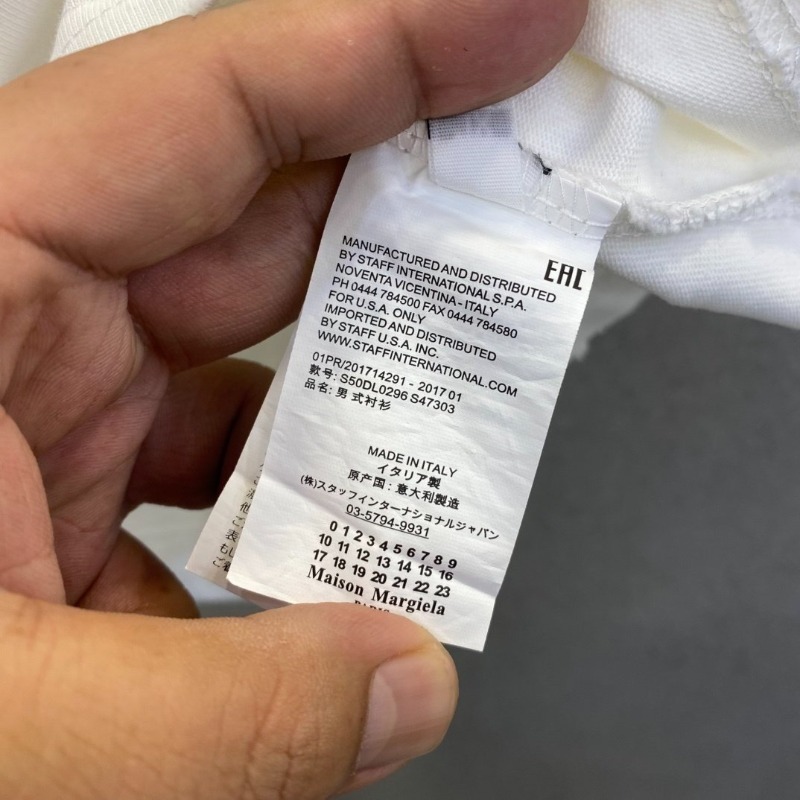 EAC
MANUFACTURED AND DISTRIBUTED
BY STAFF INTERNATIONAL S.P.A.
NOVENTA VICENTINA - ITALY
PH 0444 784500 FAX 0444 784580
FOR U.S.A. ONLY
IMPORTED AND DISTRIBUTED
BY STAFF U.S.A. INC.
WWW.STAFFINTERNATIONAL.COM
01PR/201714291 - 2017 01
款号: S50DL0296 S47303
品名: 男 式衬衫
MADE IN ITALY
イタリア製
原产国: 意大利製造
(株)スタッフインターナショナルジャパン
03-5794-9931
0 1 2 3 4 5 6 7 8 9
10 11 12 13 14 15 16
17 18 19 20 21 22 23
Maison Margiela
PARIS